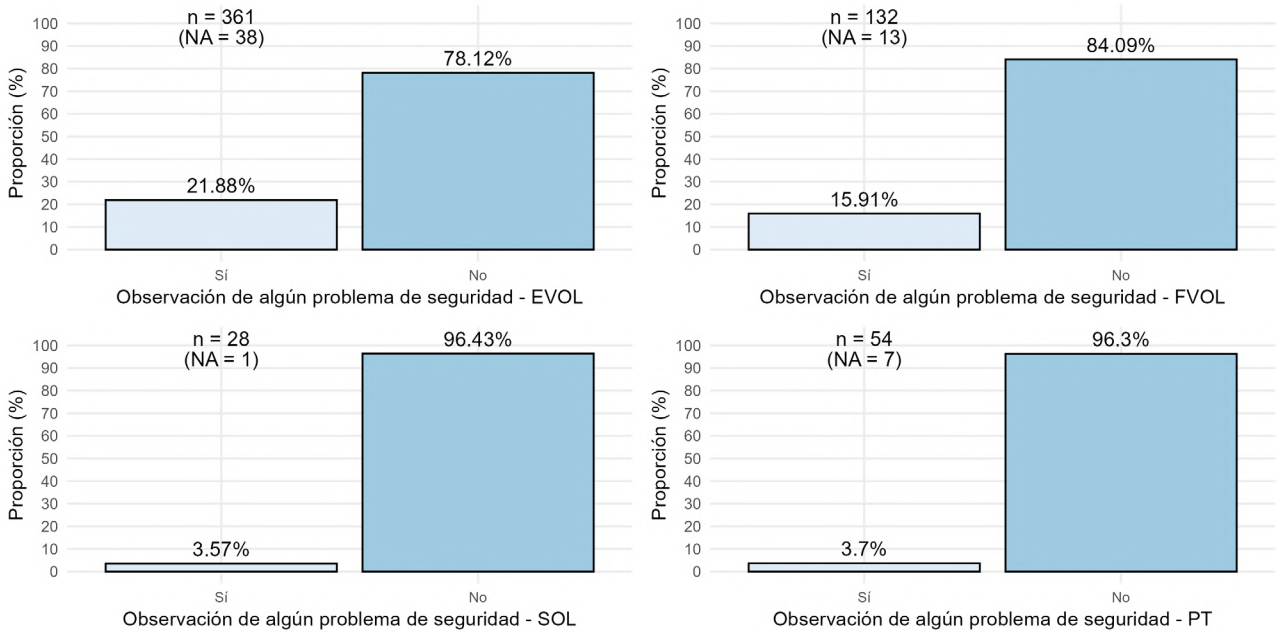 n = 361
(NA = 38)
100
90
80
70
60
50
40
30
20
10
0
Proporción (%)
21.88%
78.12%
Sí
No
Observación de algún problema de seguridad - EVOL
n = 132
(NA = 13)
100
90
80
70
60
50
40
30
20
10
0
Proporción (%)
15.91%
84.09%
Sí
No
Observación de algún problema de seguridad - FVOL
n = 28
(NA = 1)
100
90
80
70
60
50
40
30
20
10
0
Proporción (%)
3.57%
96.43%
Sí
No
Observación de algún problema de seguridad - SOL
n = 54
(NA = 7)
100
90
80
70
60
50
40
30
20
10
0
Proporción (%)
3.7%
96.3%
Sí
No
Observación de algún problema de seguridad - PT